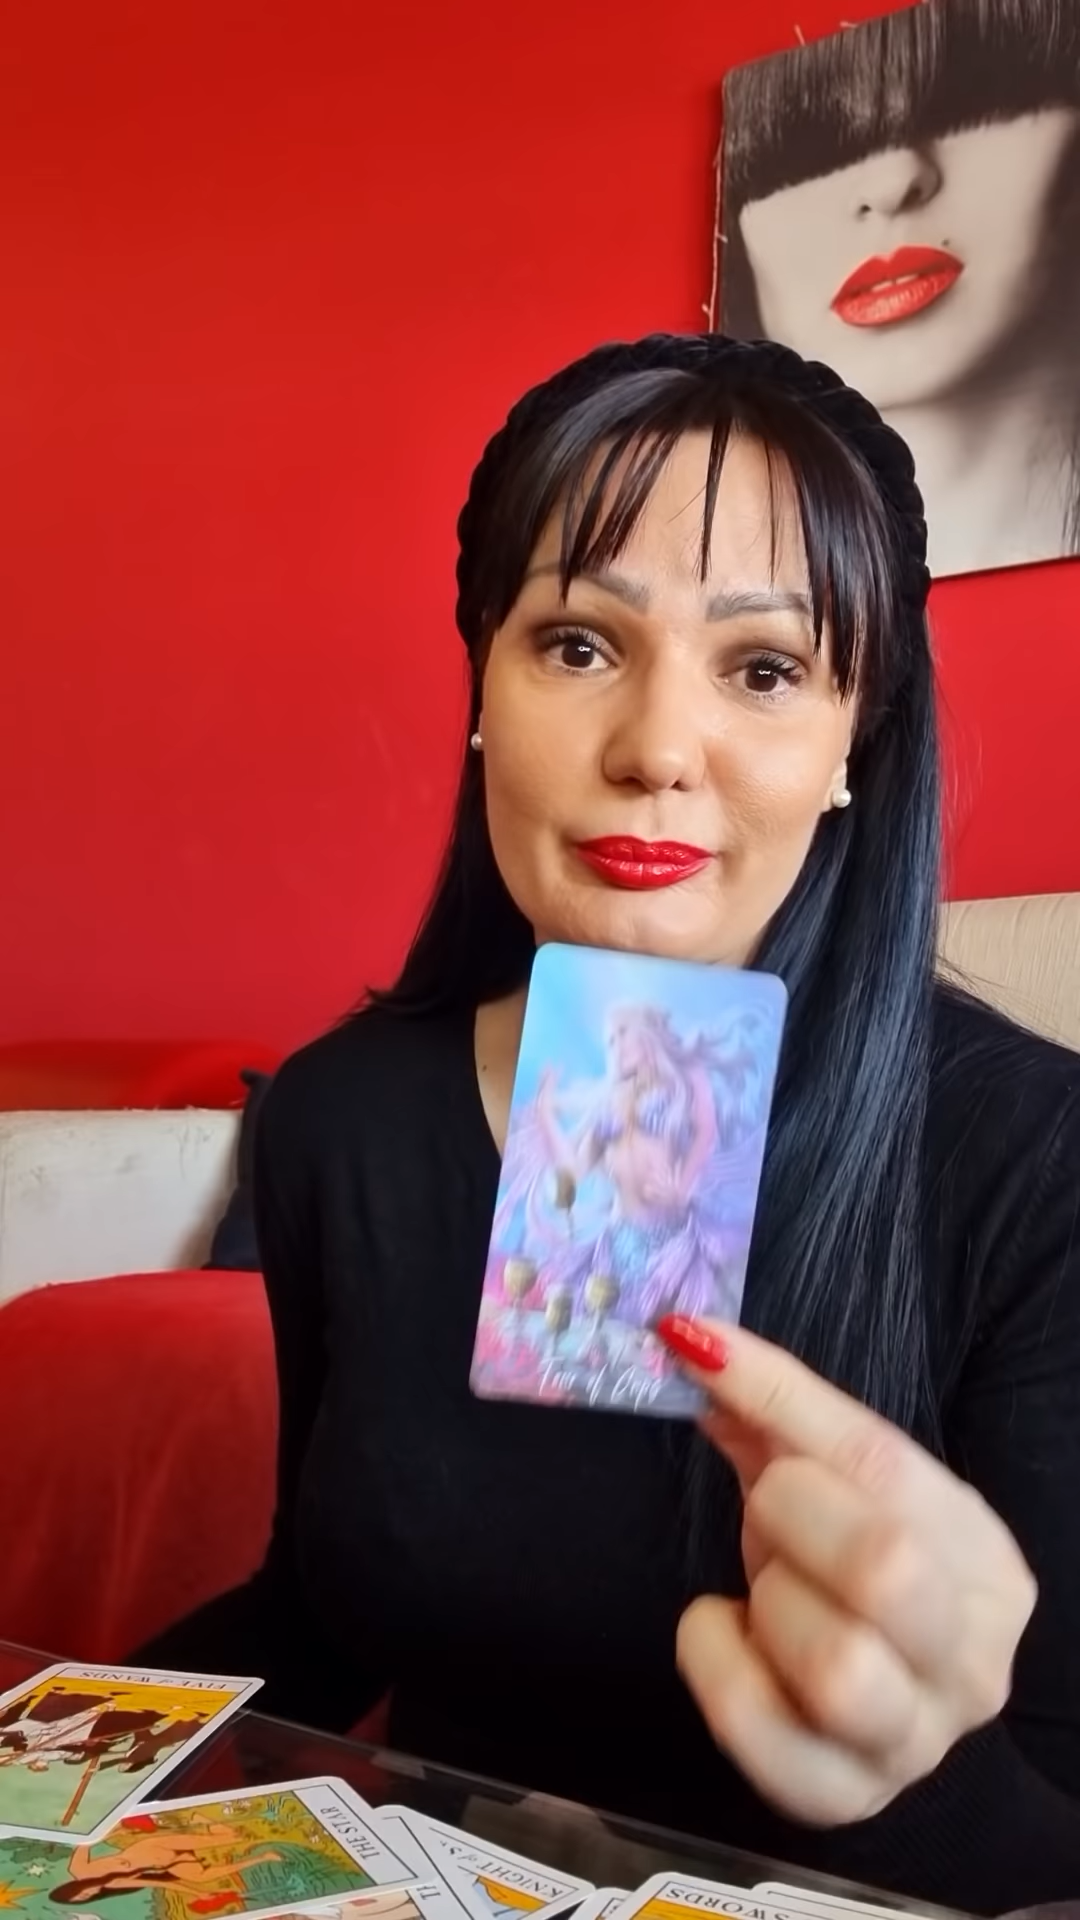 Four of Cups
FIVE of WANDS
THE STAR
KNIGHT of S
SWORDS